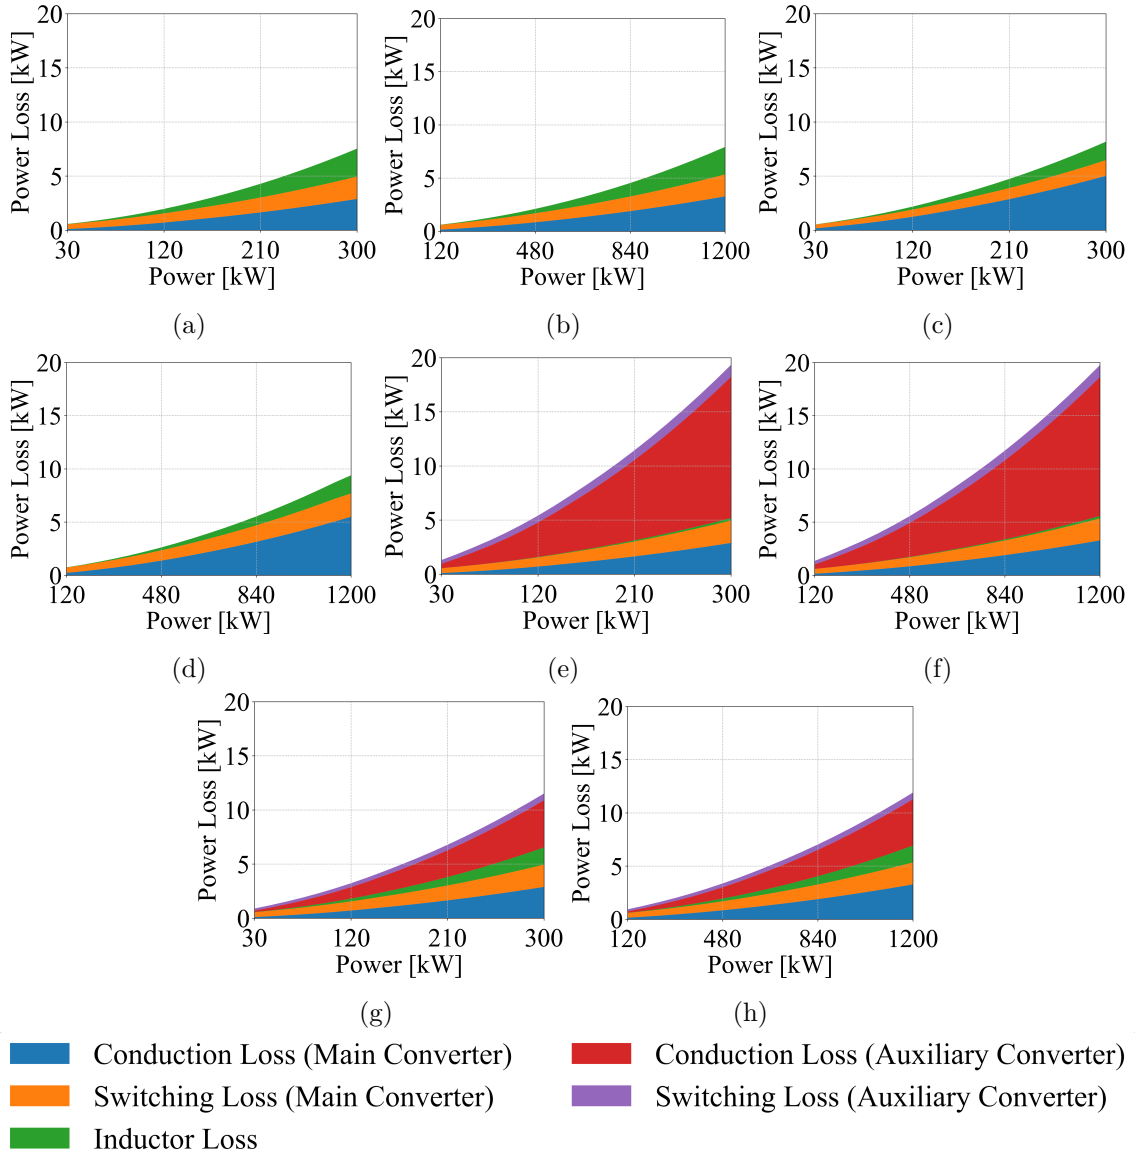 20
15
10
5
0
Power Loss [kW]
30 120 210 300
Power [kW]
(a)
20
15
10
5
0
Power Loss [kW]
120 480 840 1200
Power [kW]
(b)
20
15
10
5
0
Power Loss [kW]
30 120 210 300
Power [kW]
(c)
20
15
10
5
0
Power Loss [kW]
120 480 840 1200
Power [kW]
(d)
20
15
10
5
0
Power Loss [kW]
30 120 210 300
Power [kW]
(e)
20
15
10
5
0
Power Loss [kW]
120 480 840 1200
Power [kW]
(f)
20
15
10
5
0
Power Loss [kW]
30 120 210 300
Power [kW]
(g)
20
15
10
5
0
Power Loss [kW]
120 480 840 1200
Power [kW]
(h)
Conduction Loss (Main Converter)
Switching Loss (Main Converter)
Inductor Loss
Conduction Loss (Auxiliary Converter)
Switching Loss (Auxiliary Converter)